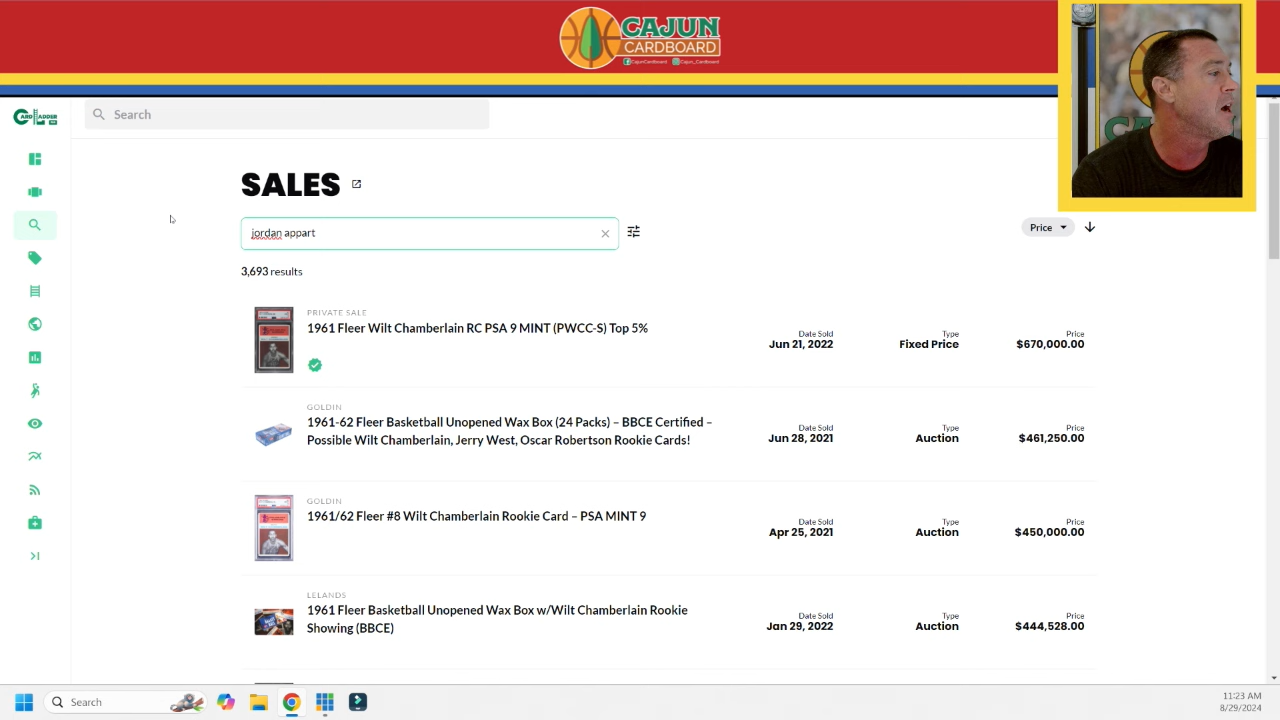 CAJUN
CARDBOARD
CajunCardboard Cajun_Cardboard
CARD LADDER
Search
SALES
jordan appart
Price
3,693 results
PRIVATE SALE
1961 Fleer Wilt Chamberlain RC PSA 9 MINT (PWCC-S) Top 5%
Date Sold
Jun 21, 2022
Type
Fixed Price
Price
$670,000.00
GOLDIN
1961-62 Fleer Basketball Unopened Wax Box (24 Packs) – BBCE Certified –
Possible Wilt Chamberlain, Jerry West, Oscar Robertson Rookie Cards!
Date Sold
Jun 28, 2021
Type
Auction
Price
$461,250.00
GOLDIN
1961/62 Fleer #8 Wilt Chamberlain Rookie Card – PSA MINT 9
Date Sold
Apr 25, 2021
Type
Auction
Price
$450,000.00
LELANDS
1961 Fleer Basketball Unopened Wax Box w/Wilt Chamberlain Rookie
Showing (BBCE)
Date Sold
Jan 29, 2022
Type
Auction
Price
$444,528.00
Search
11:23 AM
8/29/2024